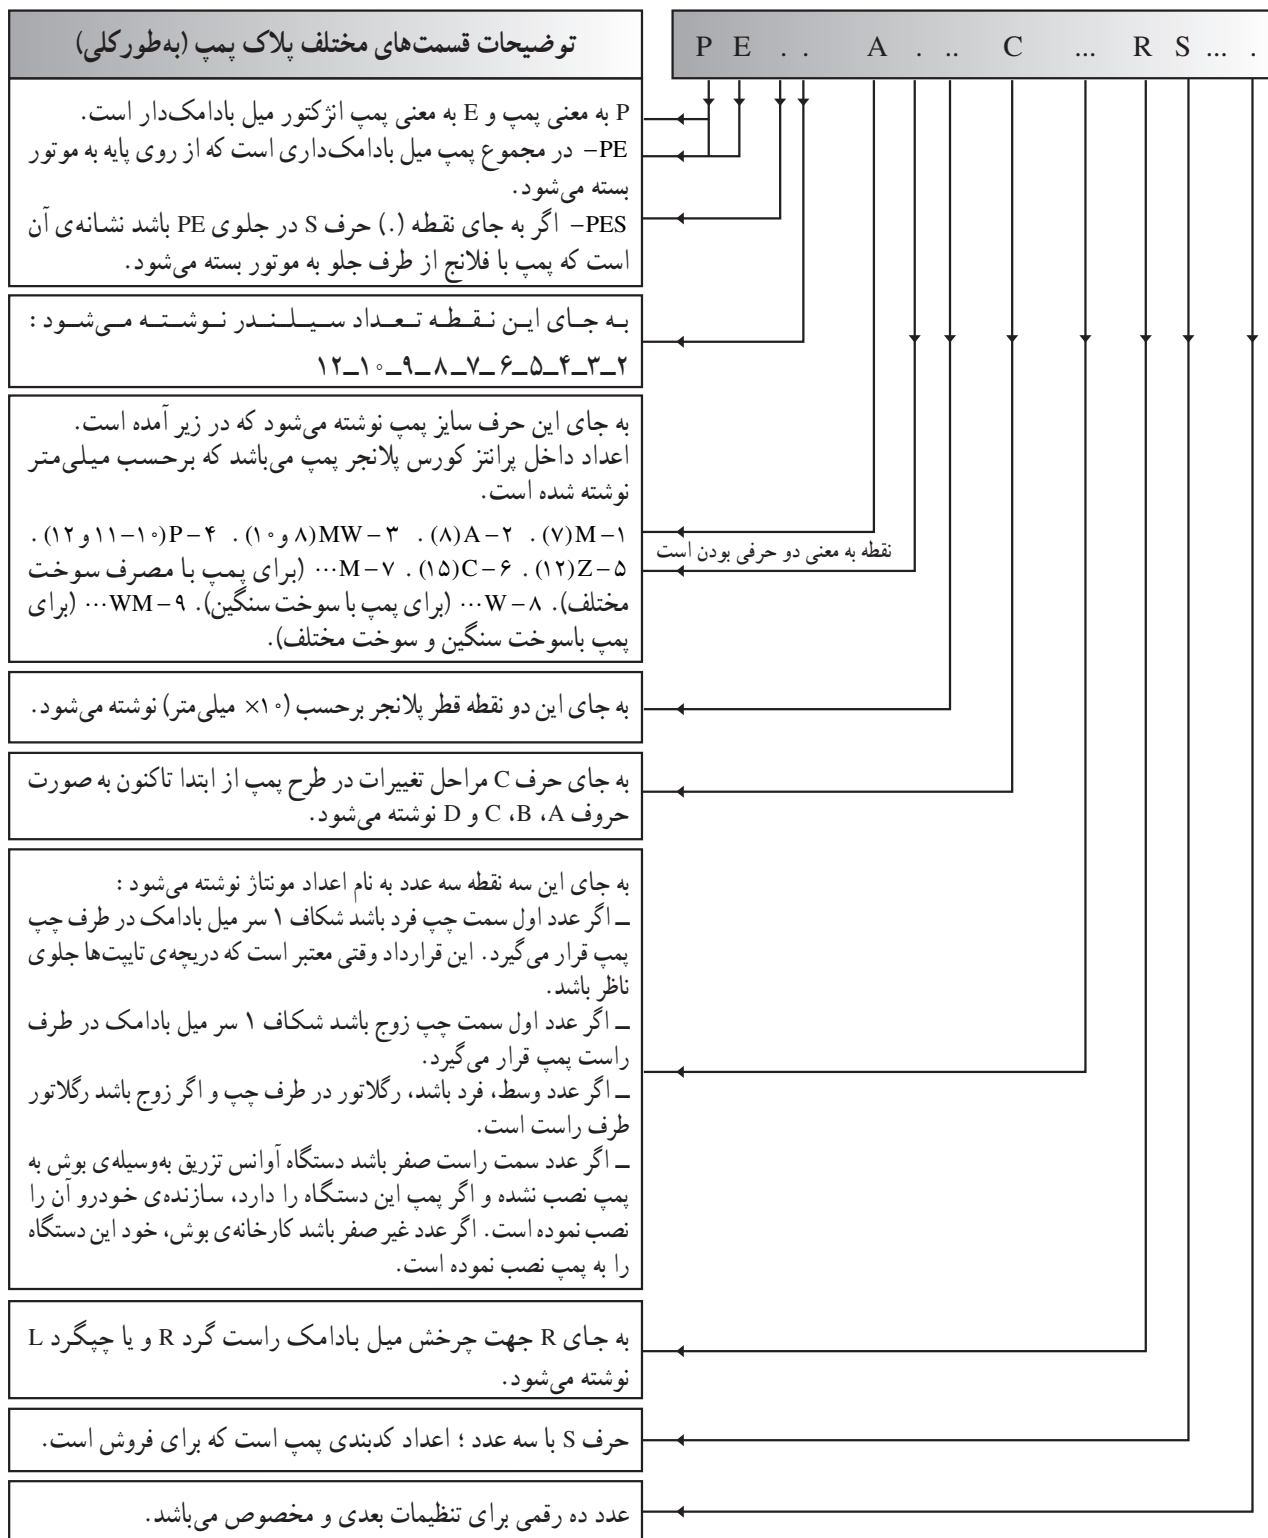 توضیحات قسمت‌های مختلف پلاک پمپ (به‌طورکلی)
P E . . A . .. C ... R S ... .
P به معنی پمپ و E به معنی پمپ انژکتور میل بادامک‌دار است.
PE– در مجموع پمپ میل بادامک‌داری است که از روی پایه به موتور
بسته می‌شود.
PES– اگر به جای نقطه (.) حرف S در جلوی PE باشد نشانه‌ی آن
است که پمپ با فلانج از طرف جلو به موتور بسته می‌شود.
به جای این نقطه تعداد سیلندر نوشته می‌شود :
۲ــ۳ــ۴ــ۵ــ۶ــ۷ــ۸ــ۹ــ۱۰ــ۱۲
به جای این حرف سایز پمپ نوشته می‌شود که در زیر آمده است.
اعداد داخل پرانتز کورس پلانجر پمپ می‌باشد که برحسب میلی‌متر
نوشته شده است.
۱–M(۷) . ۲–A(۸) . ۳–MW(۸ و ۱۰) . ۴–P(۱۰–۱۱ و ۱۲) .
نقطه به معنی دو حرفی بودن است
۵–Z(۱۲) . ۶–C(۱۵) . ۷–M... (برای پمپ با مصرف سوخت
مختلف). ۸–W... (برای پمپ با سوخت سنگین). ۹–WM... (برای
پمپ باسوخت سنگین و سوخت مختلف).
به جای این دو نقطه قطر پلانجر برحسب (۱۰× میلی‌متر) نوشته می‌شود.
به جای حرف C مراحل تغییرات در طرح پمپ از ابتدا تاکنون به صورت
حروف A، B، C و D نوشته می‌شود.
به جای این سه نقطه سه عدد به نام اعداد مونتاژ نوشته می‌شود :
ــ اگر عدد اول سمت چپ فرد باشد شکاف ۱ سر میل بادامک در طرف چپ
پمپ قرار می‌گیرد. این قرارداد وقتی معتبر است که دریچه‌ی تایپت‌ها جلوی
ناظر باشد.
ــ اگر عدد اول سمت چپ زوج باشد شکاف ۱ سر میل بادامک در طرف
راست پمپ قرار می‌گیرد.
ــ اگر عدد وسط، فرد باشد، رگلاتور در طرف چپ و اگر زوج باشد رگلاتور
طرف راست است.
ــ اگر عدد سمت راست صفر باشد دستگاه آوانس تزریق به‌وسیله‌ی بوش به
پمپ نصب نشده و اگر پمپ این دستگاه را دارد، سازنده‌ی خودرو آن را
نصب نموده است. اگر عدد غیر صفر باشد کارخانه‌ی بوش، خود این دستگاه
را به پمپ نصب نموده است.
به جای R جهت چرخش میل بادامک راست گرد R و یا چپگرد L
نوشته می‌شود.
حرف S با سه عدد ؛ اعداد کدبندی پمپ است که برای فروش است.
عدد ده رقمی برای تنظیمات بعدی و مخصوص می‌باشد.